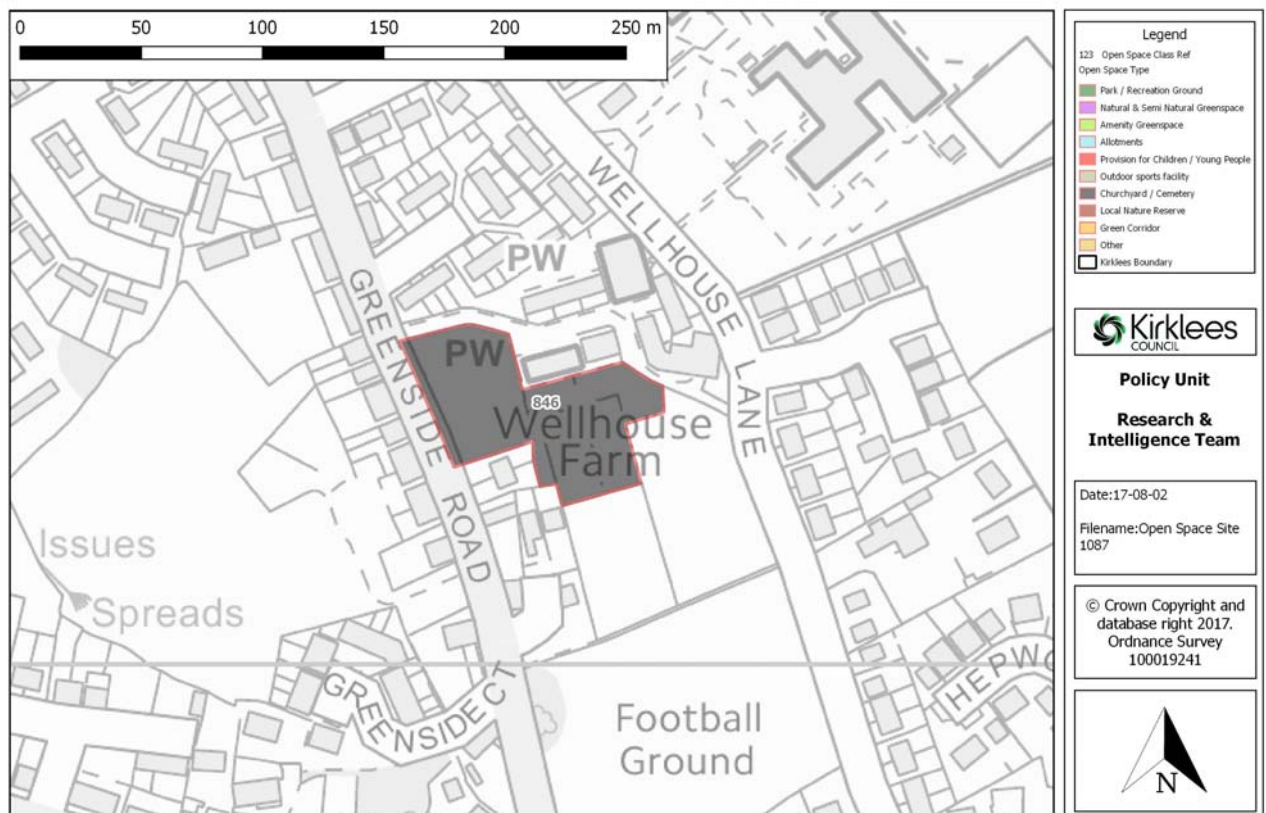 0 50 100 150 200 250 m
WELLHOUSE LANE
PW
GREENSIDE ROAD
PW
846
Wellhouse
Farm
Issues
Spreads
GREENSIDE CT
HEPWO
Football
Ground
Legend
123 Open Space Class Ref
Open Space Type
Park / Recreation Ground
Natural & Semi Natural Greenspace
Amenity Greenspace
Allotments
Provision for Children / Young People
Outdoor sports facility
Churchyard / Cemetery
Local Nature Reserve
Green Corridor
Other
Kirklees Boundary
Kirklees
COUNCIL
Policy Unit
Research &
Intelligence Team
Date:17-08-02
Filename:Open Space Site
1087
© Crown Copyright and
database right 2017.
Ordnance Survey
100019241
N